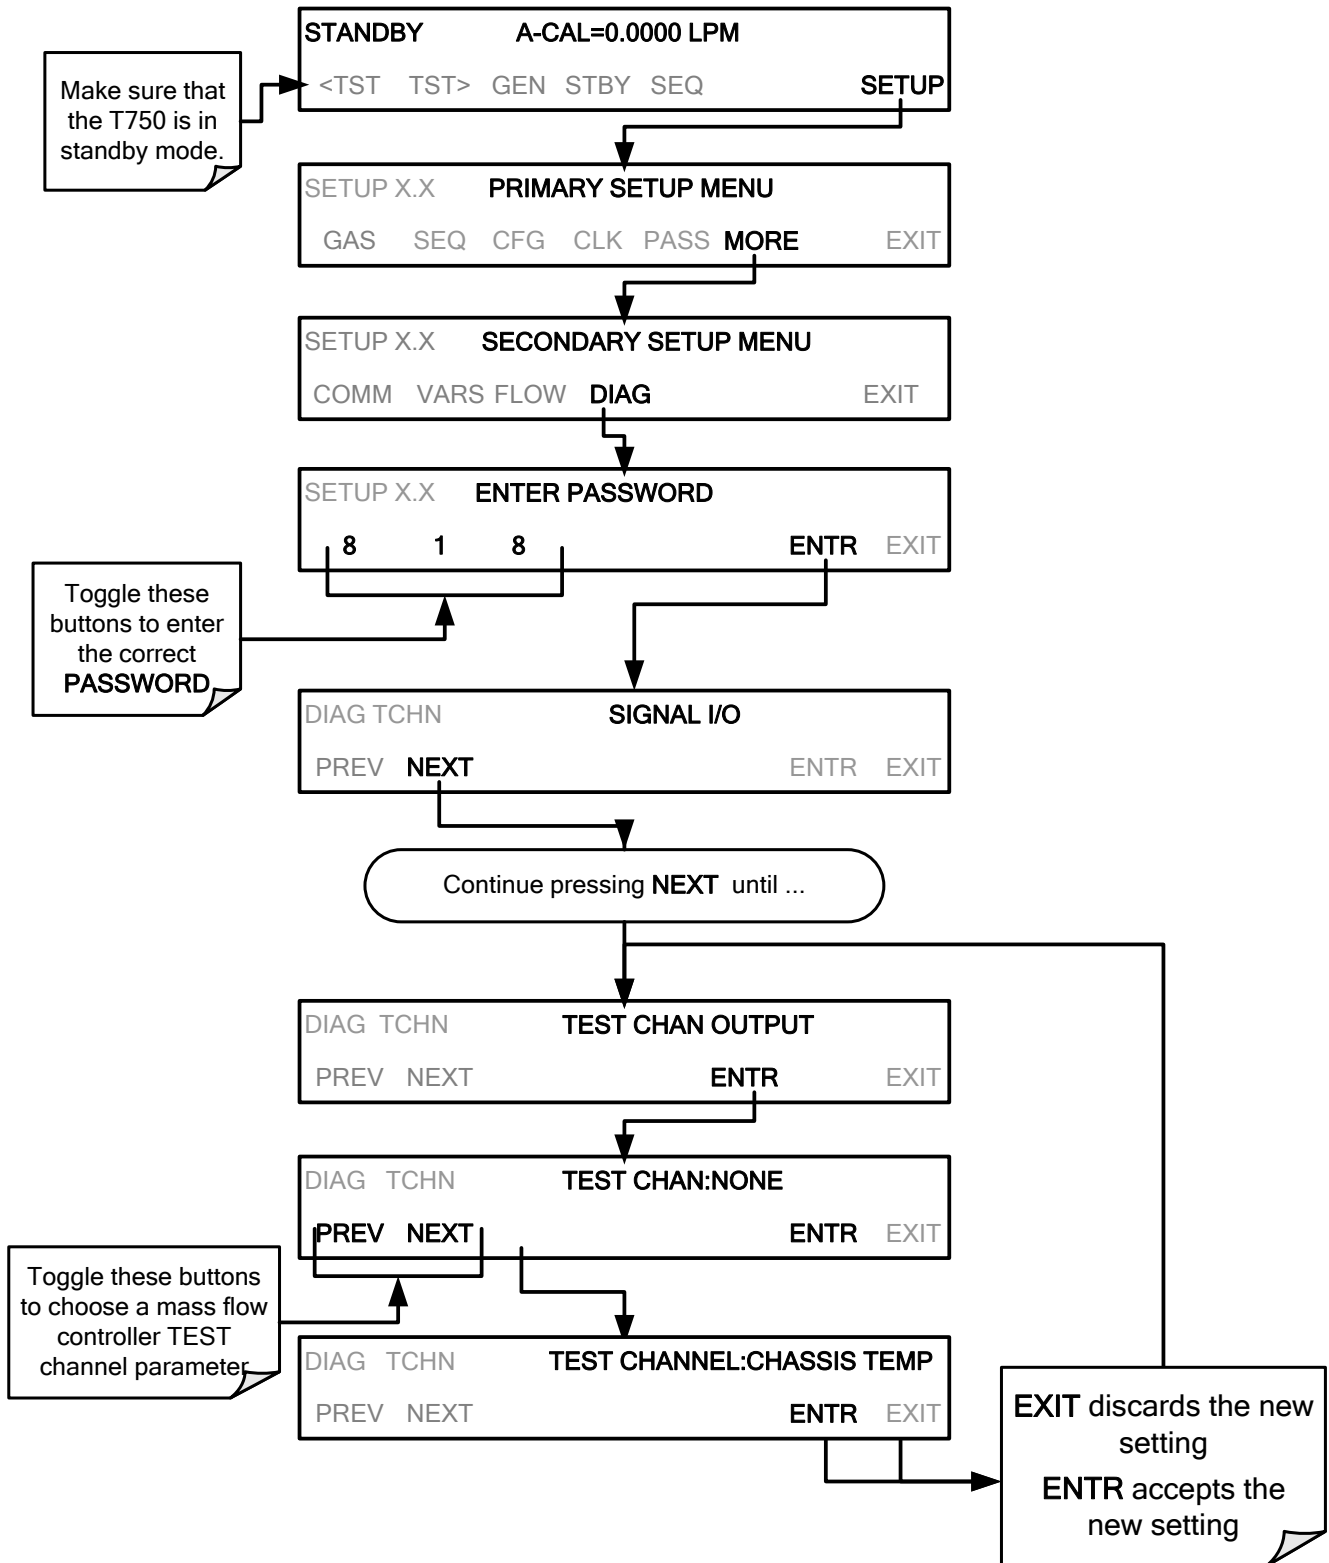 STANDBY A-CAL=0.0000 LPM
<TST TST> GEN STBY SEQ SETUP
Make sure that
the T750 is in
standby mode.
SETUP X.X PRIMARY SETUP MENU
GAS SEQ CFG CLK PASS MORE EXIT
SETUP X.X SECONDARY SETUP MENU
COMM VARS FLOW DIAG EXIT
SETUP X.X ENTER PASSWORD
8 1 8 ENTR EXIT
Toggle these
buttons to enter
the correct
PASSWORD
DIAG TCHN SIGNAL I/O
PREV NEXT ENTR EXIT
Continue pressing NEXT until ...
DIAG TCHN TEST CHAN OUTPUT
PREV NEXT ENTR EXIT
DIAG TCHN TEST CHAN:NONE
PREV NEXT ENTR EXIT
Toggle these buttons
to choose a mass flow
controller TEST
channel parameter
DIAG TCHN TEST CHANNEL:CHASSIS TEMP
PREV NEXT ENTR EXIT
EXIT discards the new
setting
ENTR accepts the
new setting